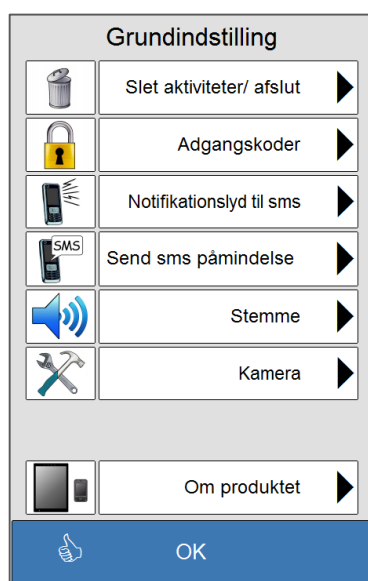 Grundindstilling
Slet aktiviteter/ afslut
Adgangskoder
Notifikationslyd til sms
SMS
Send sms påmindelse
Stemme
Kamera
Om produktet
OK